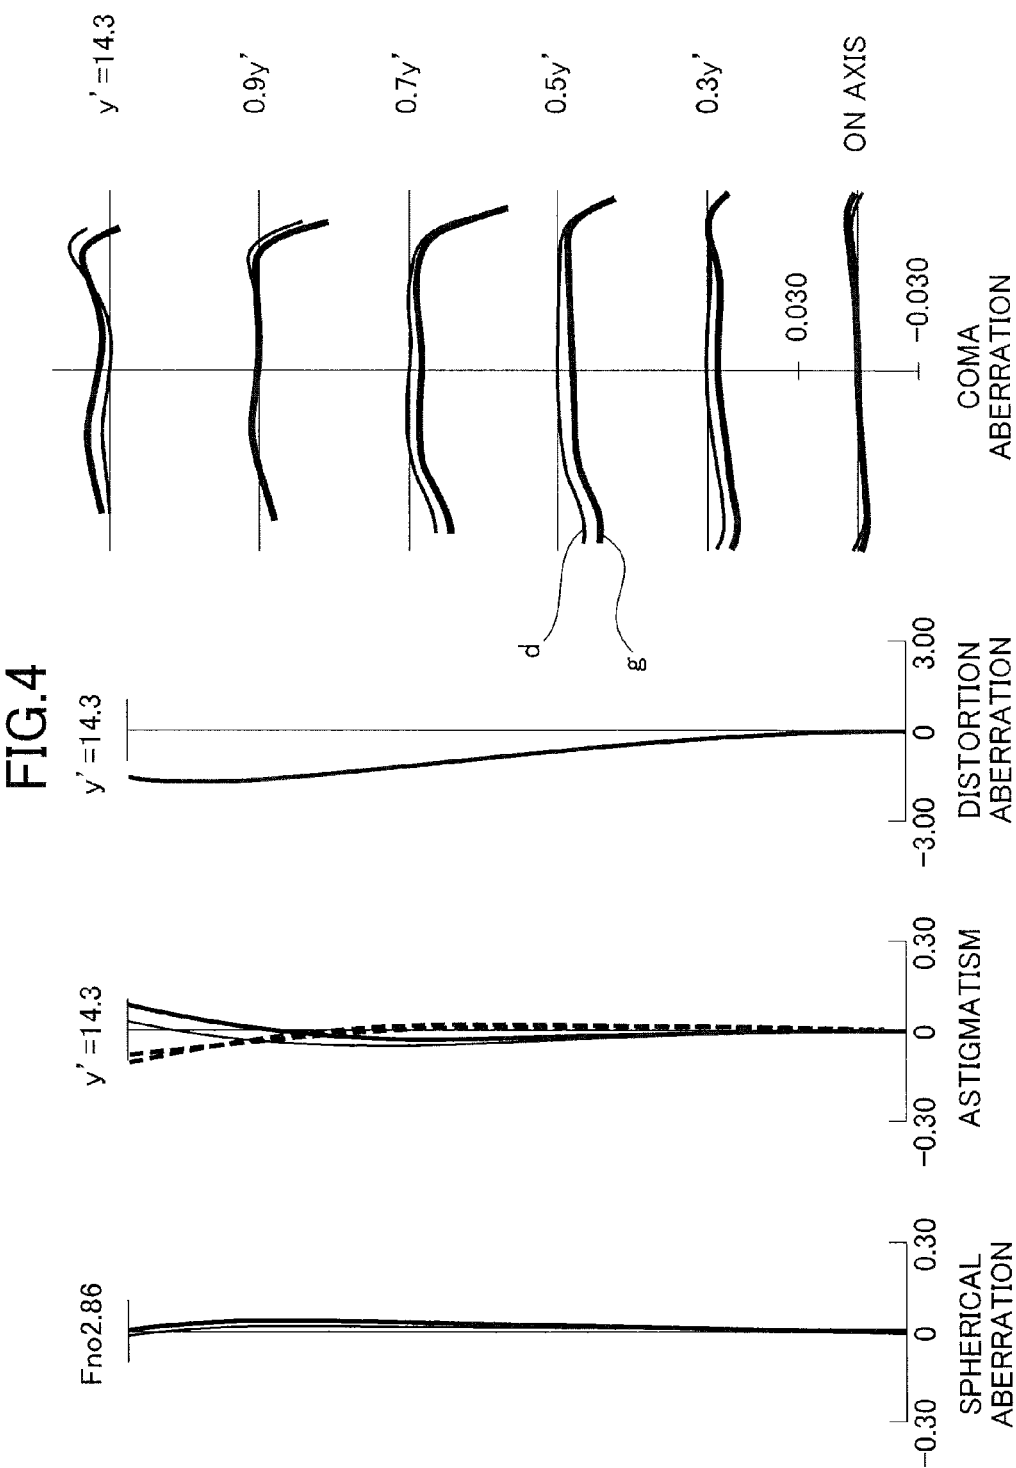 FIG.4
Fno2.86
-0.30
0
0.30
SPHERICAL
ABERRATION
y'=14.3
-0.30
0
0.30
ASTIGMATISM
y'=14.3
-3.00
0
3.00
DISTORTION
ABERRATION
y'=14.3
0.9y'
0.7y'
0.5y'
0.3y'
ON AXIS
d
g
0.030
-0.030
COMA
ABERRATION